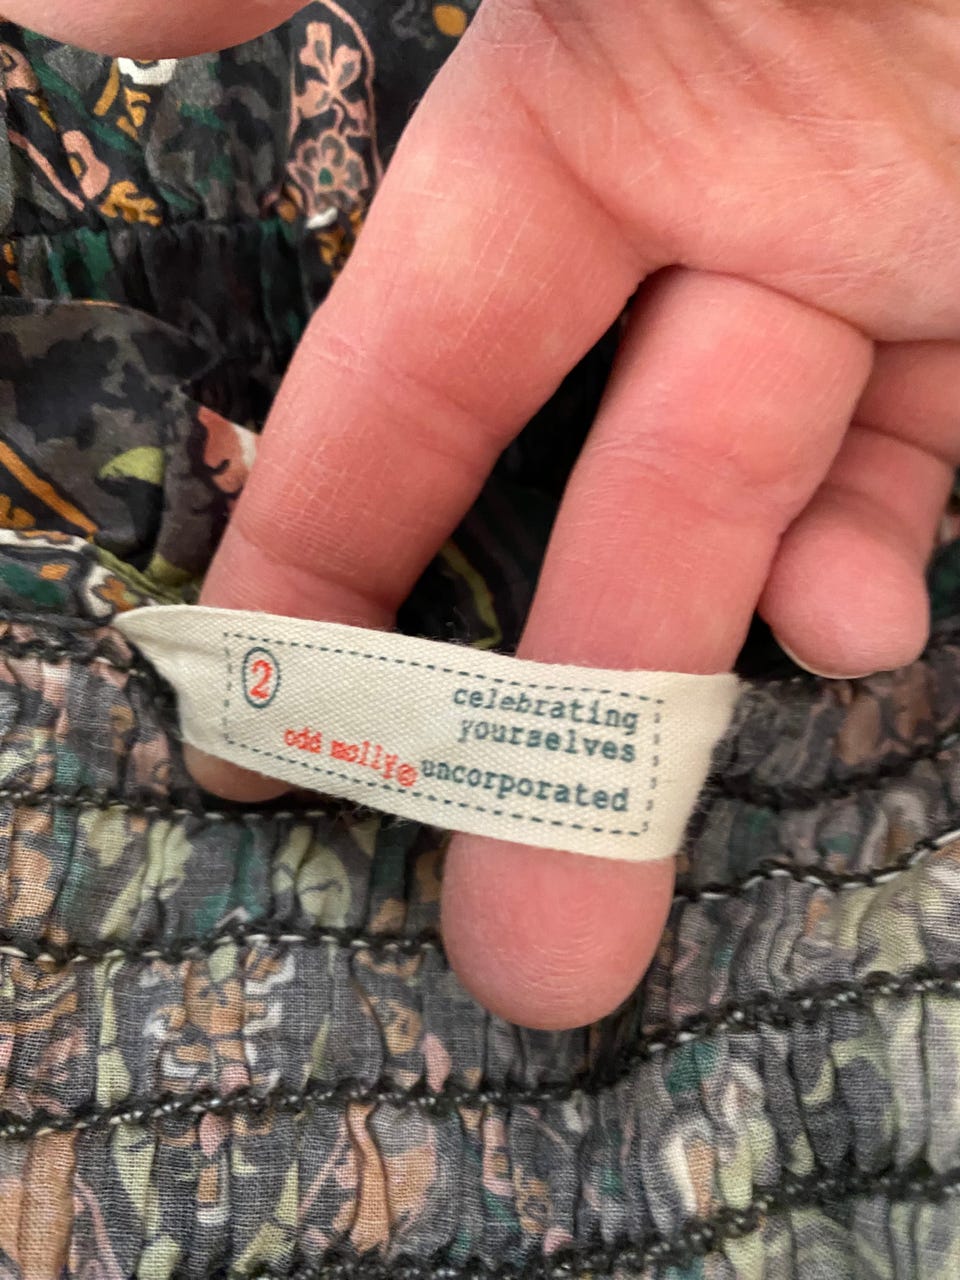 2
celebrating
yourselves
odd molly® uncorporated